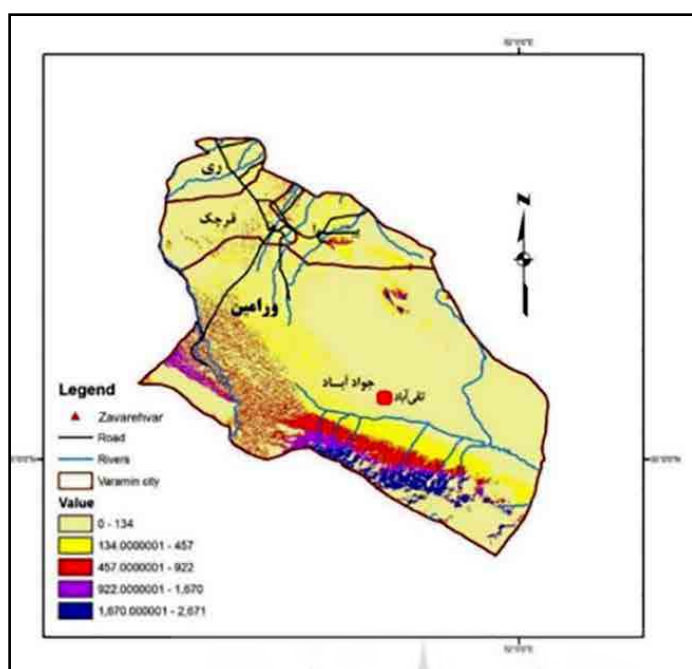 ری
قرچک
پیشوا
ورامین
جواد آباد
تقی‌آباد
N
Legend
Zavarehvar
Road
Rivers
Varamin city
Value
0 - 134
134.0000001 - 457
457.0000001 - 922
922.0000001 - 1,670
1,670.000001 - 2,671